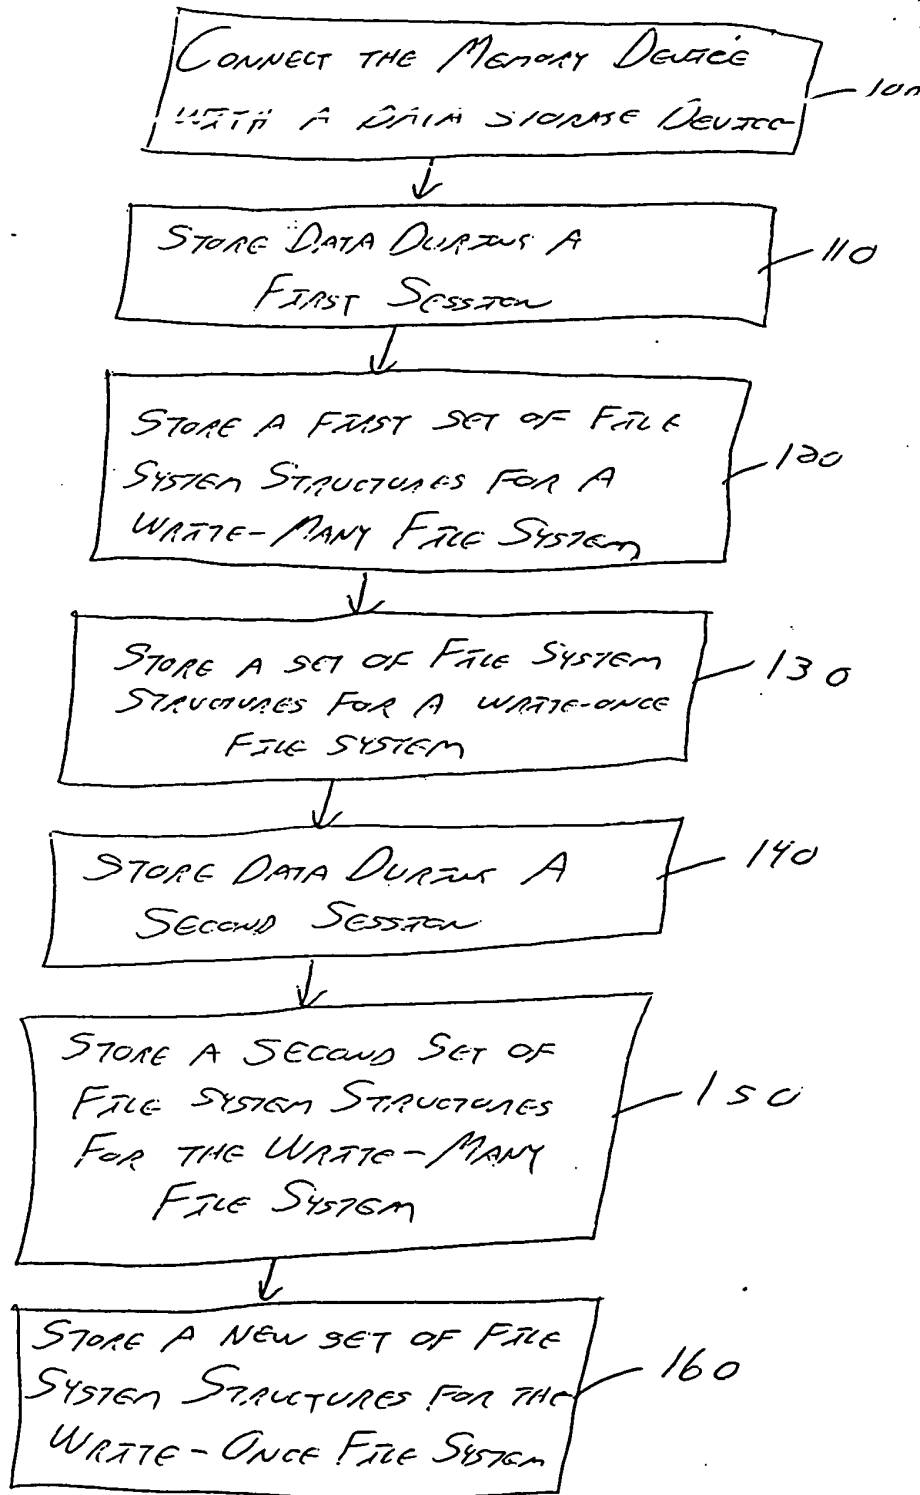 CONNECT THE MEMORY DEVICE
WITH A DATA STORAGE DEVICE
100
STORE DATA DURING A
FIRST SESSION
110
STORE A FIRST SET OF FILE
SYSTEM STRUCTURES FOR A
WRITE-MANY FILE SYSTEM
120
STORE A SET OF FILE SYSTEM
STRUCTURES FOR A WRITE-ONCE
FILE SYSTEM
130
STORE DATA DURING A
SECOND SESSION
140
STORE A SECOND SET OF
FILE SYSTEM STRUCTURES
FOR THE WRITE-MANY
FILE SYSTEM
150
STORE A NEW SET OF FILE
SYSTEM STRUCTURES FOR THE
WRITE-ONCE FILE SYSTEM
160